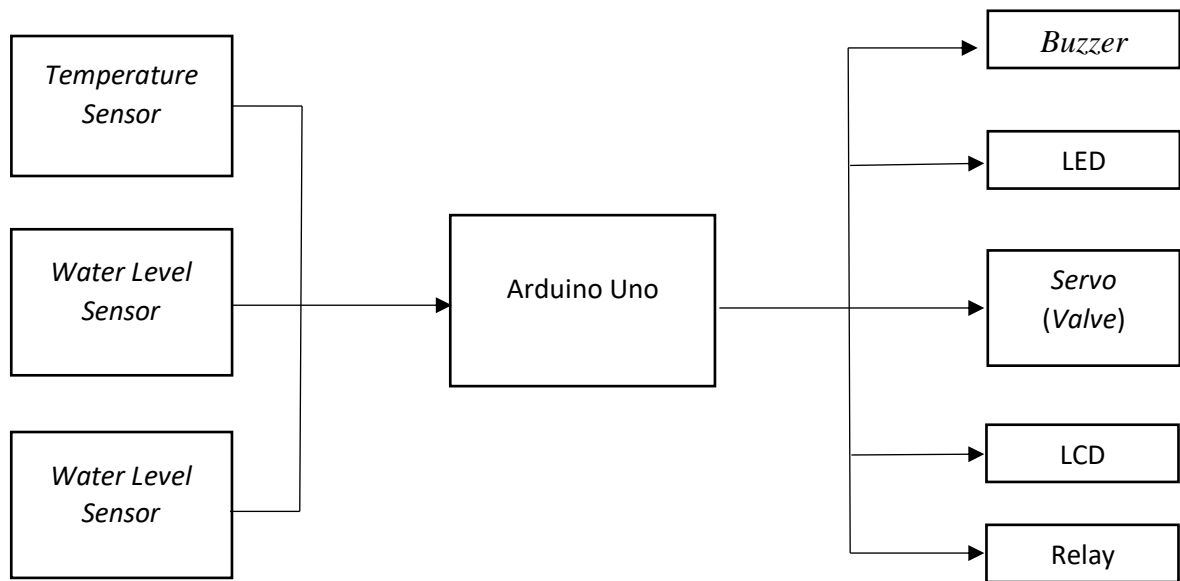 Temperature
Sensor
Water Level
Sensor
Water Level
Sensor
Arduino Uno
Buzzer
LED
Servo
(Valve)
LCD
Relay